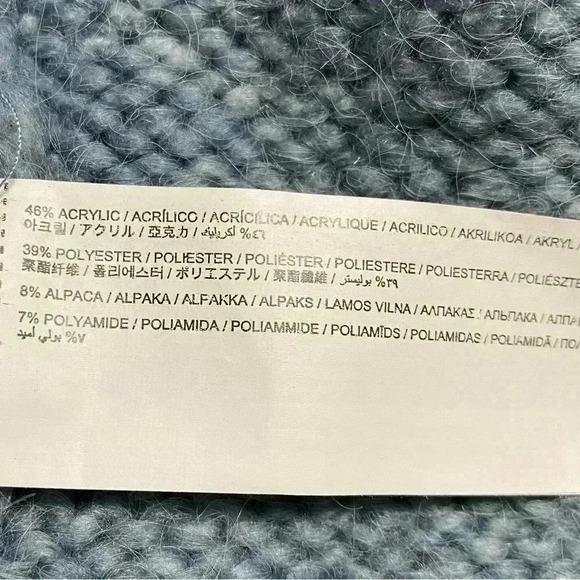 46% ACRYLIC / ACRÍLICO / ACRÍCILICA / ACRYLIQUE / ACRILICO / AKRILIKOA / AKRYL
아크릴 / アクリル / 亞克力 / أكريليك ٤٦%
39% POLYESTER / POLIESTER / POLIÉSTER / POLIESTERE / POLIESTERRA / POLIÉSZTE
聚酯纤维 / 폴리에스터 / ポリエステル / 聚酯纖維 / بوليستر ٣٩%
8% ALPACA / ALPAKA / ALFAKKA / ALPAKS / LAMOS VILNA / ΑΛΠΑΚΑΣ / АЛЬПАКА / АЛПА
7% POLYAMIDE / POLIAMIDA / POLIAMMIDE / POLIAMĪDS / POLIAMIDAS / POLIAMIDĂ / ПО
بولي أميد ٧%